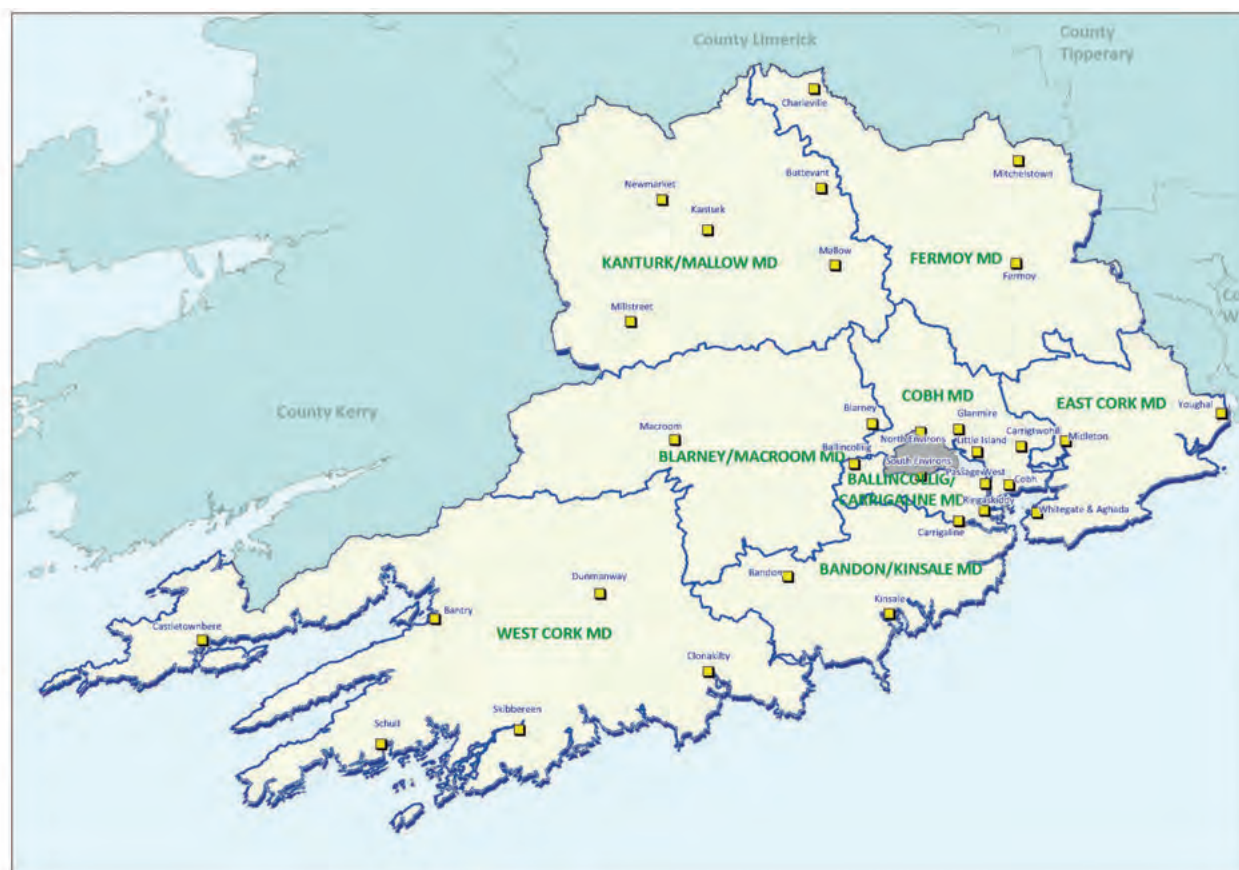 County Limerick
County
Tipperary
Charleville
Mitchelstown
Newmarket
Buttevant
Kanturk
KANTURK/MALLOW MD
Mallow
FERMOY MD
Fermoy
Millstreet
Co
W
COBH MD
EAST CORK MD
Youghal
County Kerry
Blarney
Glanmire
Macroom
North Environs
Little Island
Carrigtwohill
Midleton
BLARNEY/MACROOM MD
Ballincollig
South Environs
Passage West
Cobh
BALLINCOLLIG/
CARRIGALINE MD
Ringaskiddy
Whitegate & Aghada
Carrigaline
BANDON/KINSALE MD
Bandon
Dunmanway
Kinsale
Bantry
Castletownbere
WEST CORK MD
Clonakilby
Skibbereen
Schull